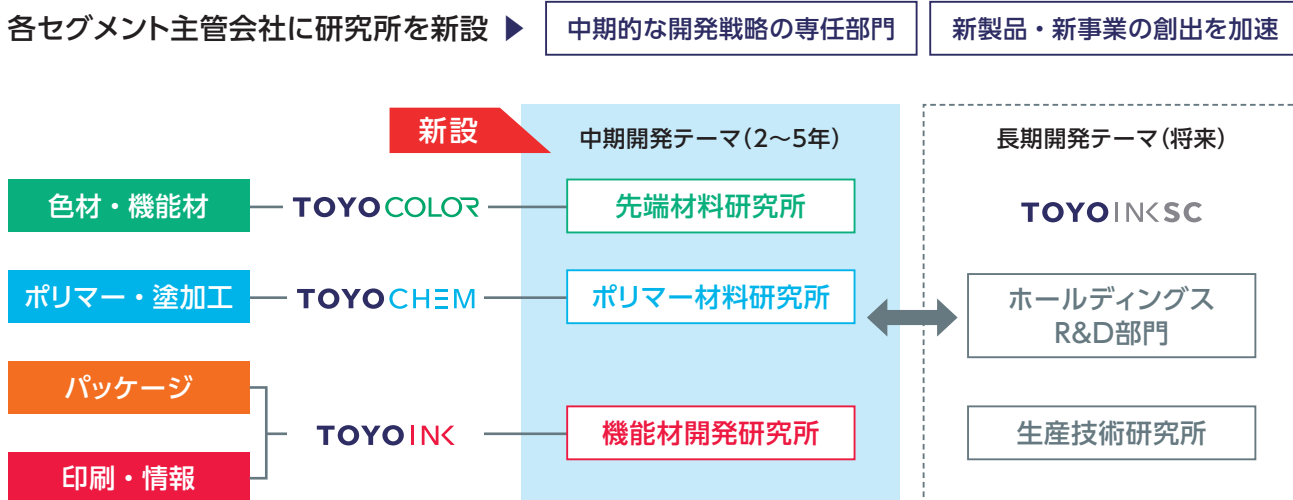 各セグメント主管会社に研究所を新設 ▶ 中期的な開発戦略の専任部門 新製品・新事業の創出を加速
新設
中期開発テーマ(2〜5年)
長期開発テーマ(将来)
色材・機能材
TOYOCOLOR
先端材料研究所
TOYOINKSC
ポリマー・塗加工
TOYOCHEM
ポリマー材料研究所
ホールディングス
R&D部門
パッケージ
TOYOINK
機能材開発研究所
生産技術研究所
印刷・情報